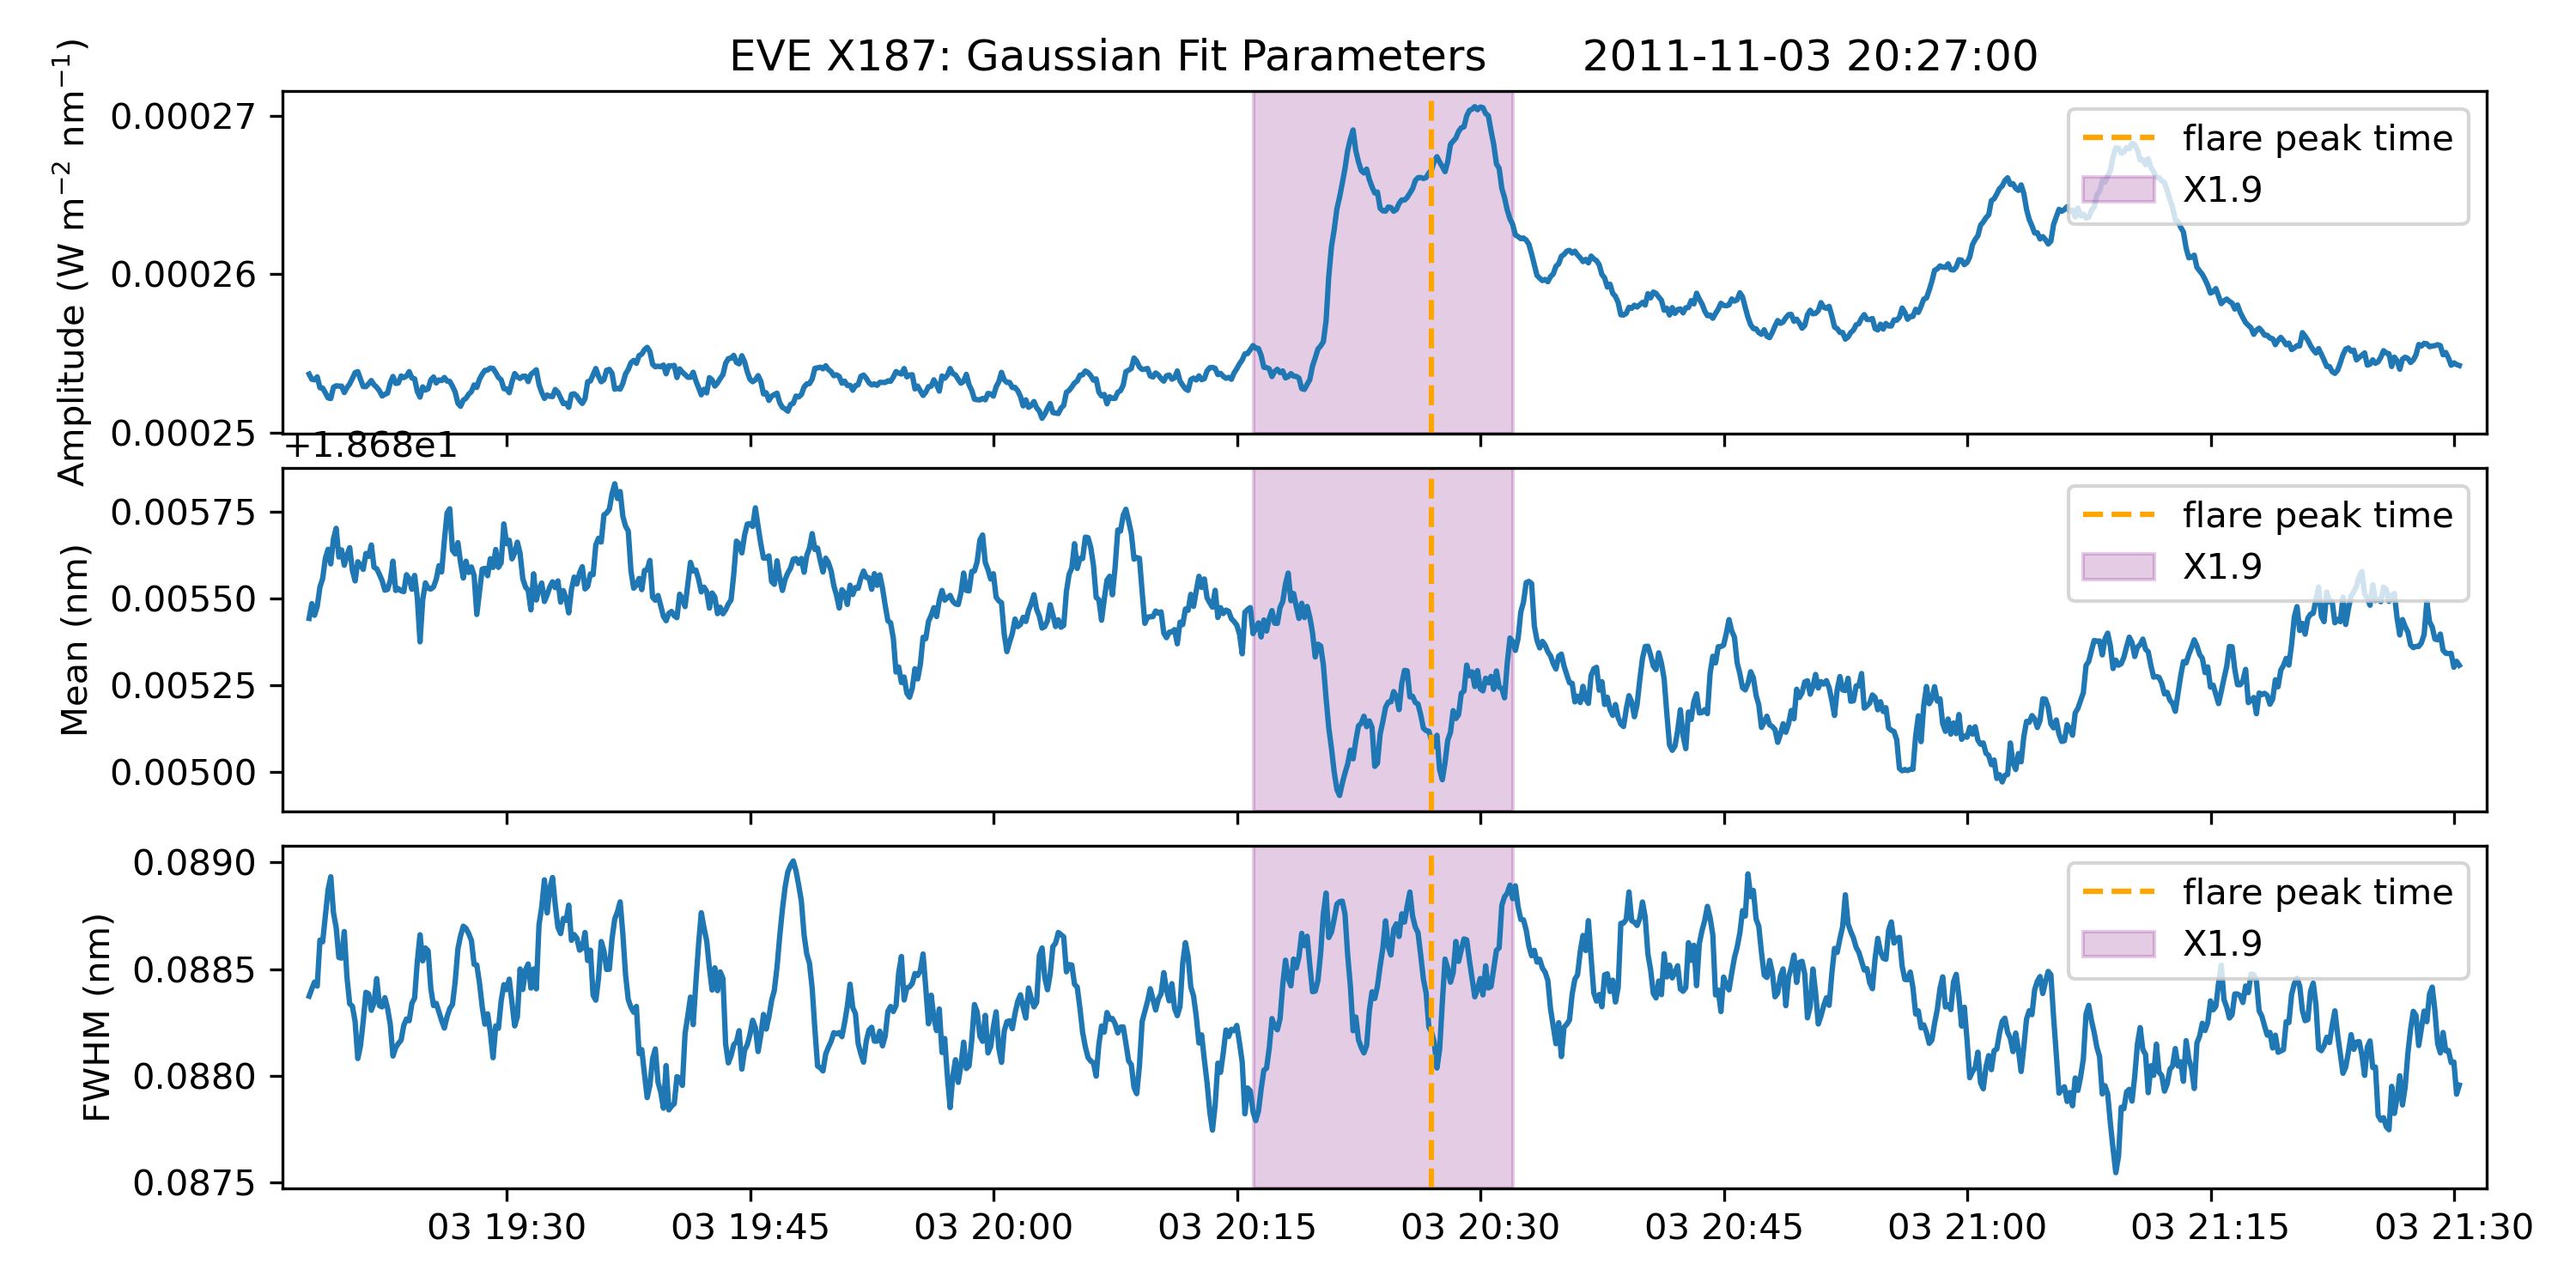 EVE X187: Gaussian Fit Parameters 2011-11-03 20:27:00
Amplitude (W m⁻² nm⁻¹)
0.00027
0.00026
0.00025
flare peak time
X1.9
+1.868e1
Mean (nm)
0.00575
0.00550
0.00525
0.00500
flare peak time
X1.9
FWHM (nm)
0.0890
0.0885
0.0880
0.0875
flare peak time
X1.9
03 19:30 03 19:45 03 20:00 03 20:15 03 20:30 03 20:45 03 21:00 03 21:15 03 21:30